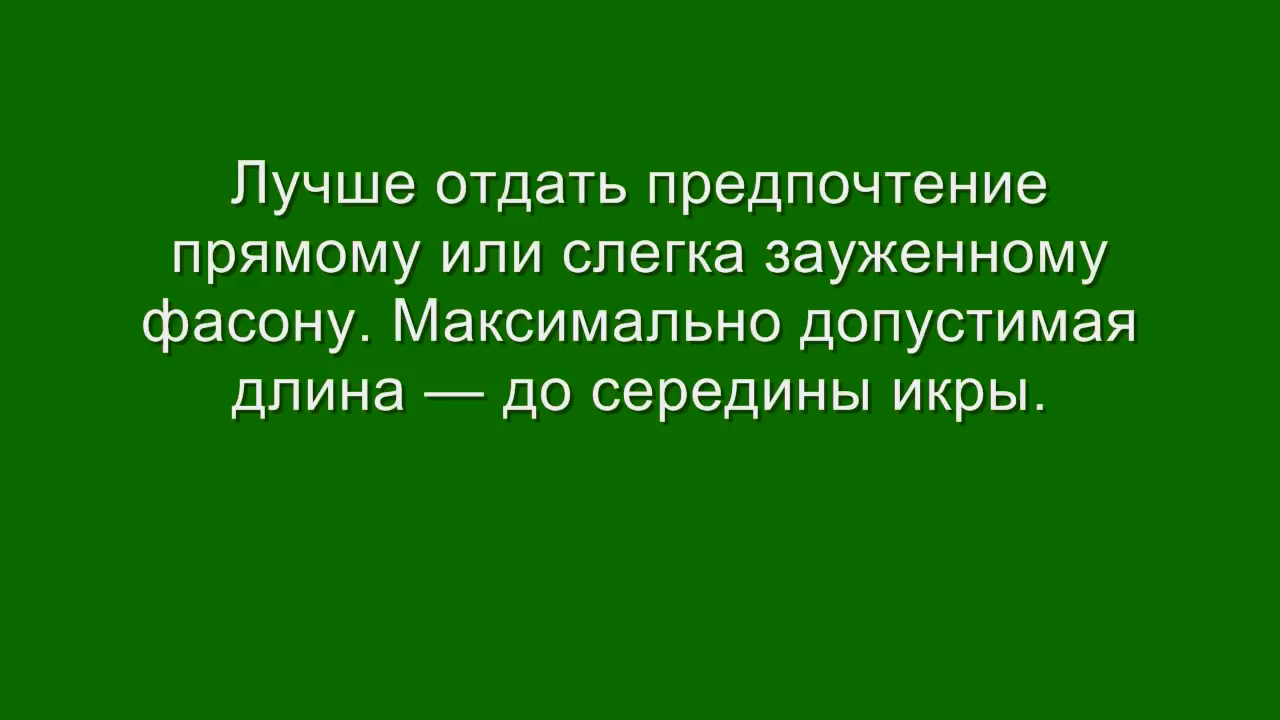 Лучше отдать предпочтение
прямому или слегка зауженному
фасону. Максимально допустимая
длина — до середины икры.